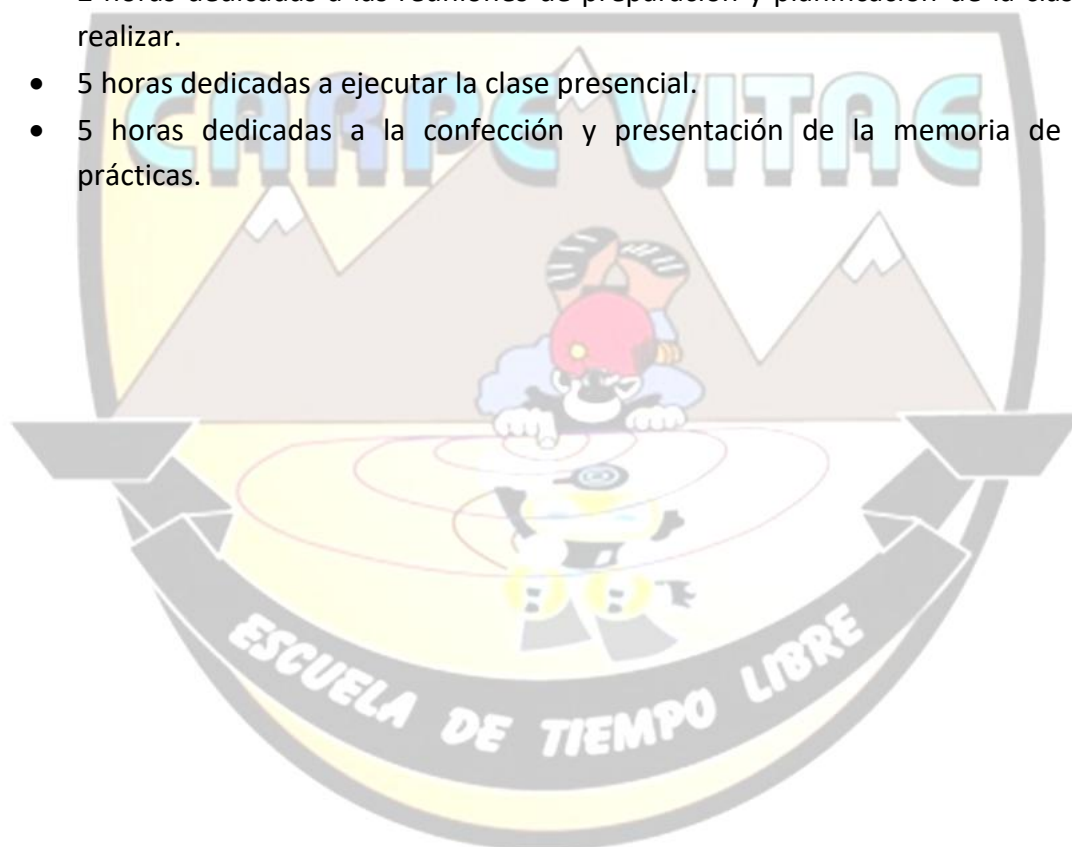 realizar.
• 5 horas dedicadas a ejecutar la clase presencial.
• 5 horas dedicadas a la confección y presentación de la memoria de
prácticas.
CARPE VITAE
ESCUELA DE TIEMPO LIBRE